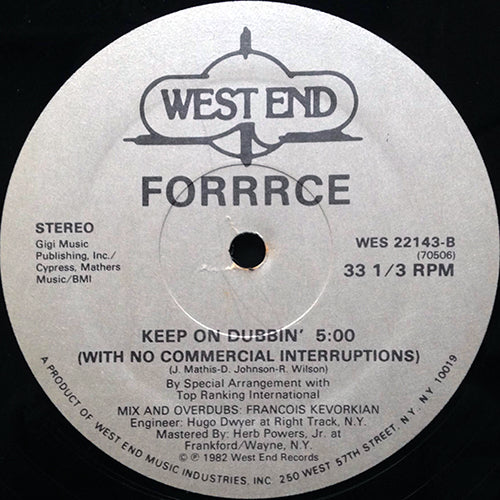 WEST END
FORRRCE
STEREO
Gigi Music
Publishing, Inc./
Cypress, Mathers
Music/BMI
WES 22143-B
(70506)
33 1/3 RPM
KEEP ON DUBBIN' 5:00
(WITH NO COMMERCIAL INTERRUPTIONS)
(J. Mathis-D. Johnson-R. Wilson)
By Special Arrangement with
Top Ranking International
MIX AND OVERDUBS: FRANCOIS KEVORKIAN
Engineer: Hugo Dwyer at Right Track, N.Y.
Mastered By: Herb Powers, Jr. at
Frankford/Wayne, N.Y.
© ℗ 1982 West End Records
A PRODUCT OF WEST END MUSIC INDUSTRIES, INC. 250 WEST 57TH STREET, N.Y. N.Y. 10019